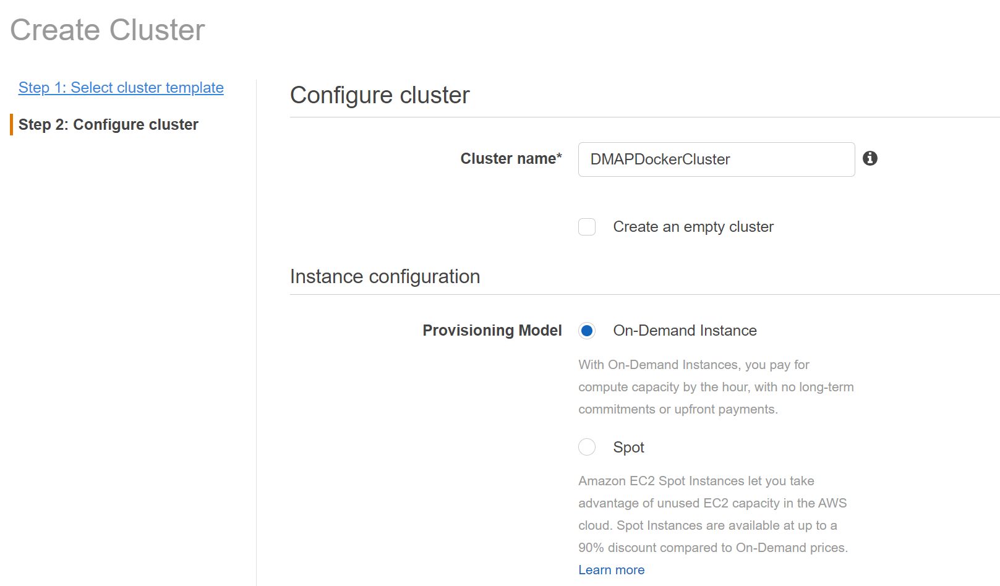 Create Cluster
Step 1: Select cluster template
Step 2: Configure cluster
Configure cluster
Cluster name* DMAPDockerCluster
Create an empty cluster
Instance configuration
Provisioning Model On-Demand Instance
With On-Demand Instances, you pay for
compute capacity by the hour, with no long-term
commitments or upfront payments.
Spot
Amazon EC2 Spot Instances let you take
advantage of unused EC2 capacity in the AWS
cloud. Spot Instances are available at up to a
90% discount compared to On-Demand prices.
Learn more